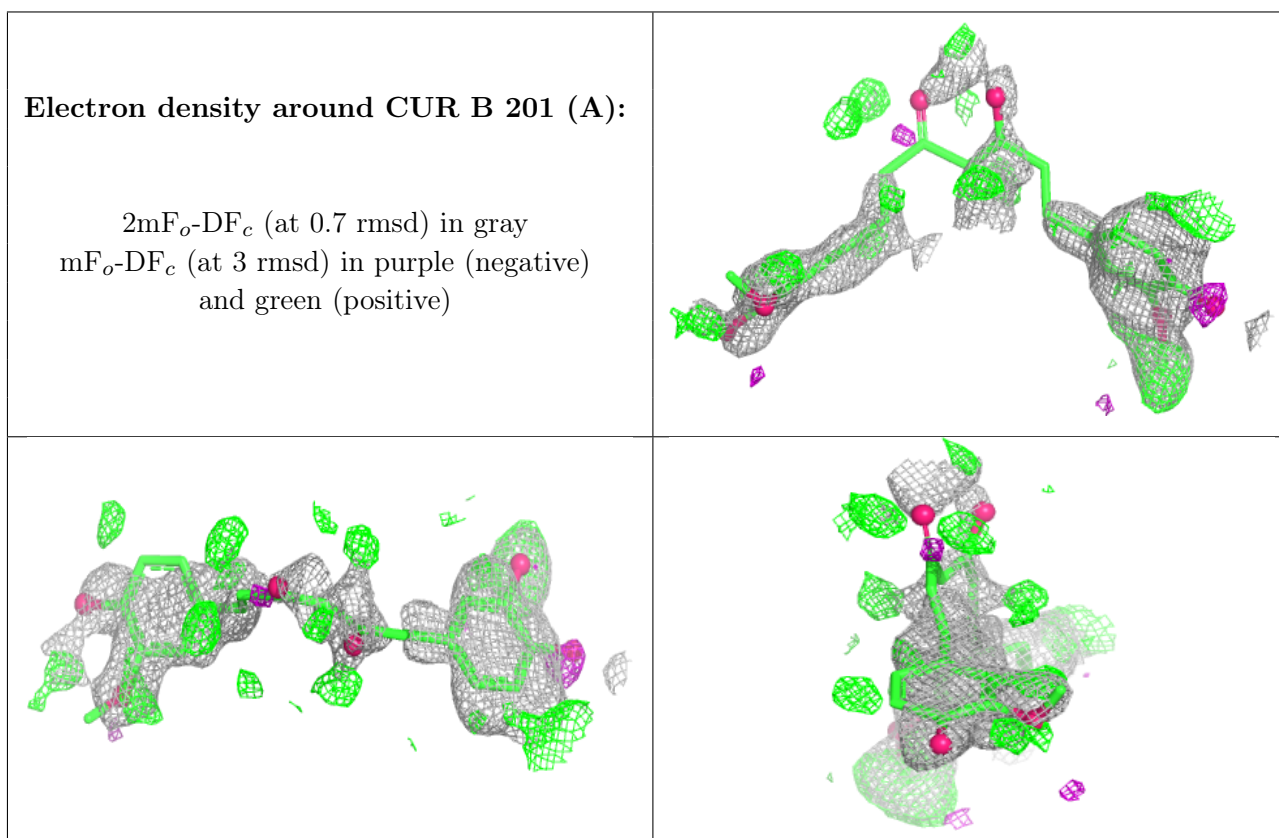 Electron density around CUR B 201 (A):
2mFo-DFc (at 0.7 rmsd) in gray
mFo-DFc (at 3 rmsd) in purple (negative)
and green (positive)